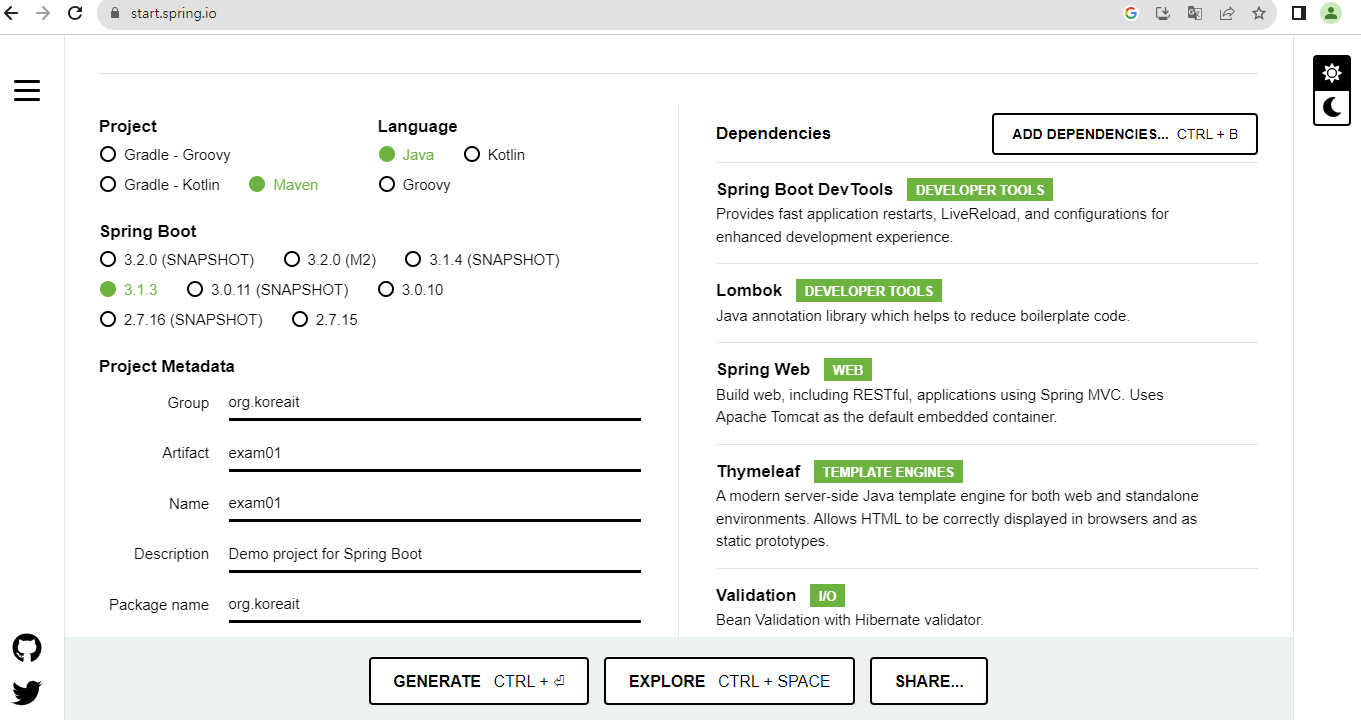 start.spring.io
Project
Gradle - Groovy
Gradle - Kotlin Maven
Language
Java Kotlin
Groovy
Spring Boot
3.2.0 (SNAPSHOT) 3.2.0 (M2) 3.1.4 (SNAPSHOT)
3.1.3 3.0.11 (SNAPSHOT) 3.0.10
2.7.16 (SNAPSHOT) 2.7.15
Project Metadata
Group org.koreait
Artifact exam01
Name exam01
Description Demo project for Spring Boot
Package name org.koreait
Dependencies ADD DEPENDENCIES... CTRL + B
Spring Boot DevTools DEVELOPER TOOLS
Provides fast application restarts, LiveReload, and configurations for
enhanced development experience.
Lombok DEVELOPER TOOLS
Java annotation library which helps to reduce boilerplate code.
Spring Web WEB
Build web, including RESTful, applications using Spring MVC. Uses
Apache Tomcat as the default embedded container.
Thymeleaf TEMPLATE ENGINES
A modern server-side Java template engine for both web and standalone
environments. Allows HTML to be correctly displayed in browsers and as
static prototypes.
Validation I/O
Bean Validation with Hibernate validator.
GENERATE CTRL + ⏎ EXPLORE CTRL + SPACE SHARE...